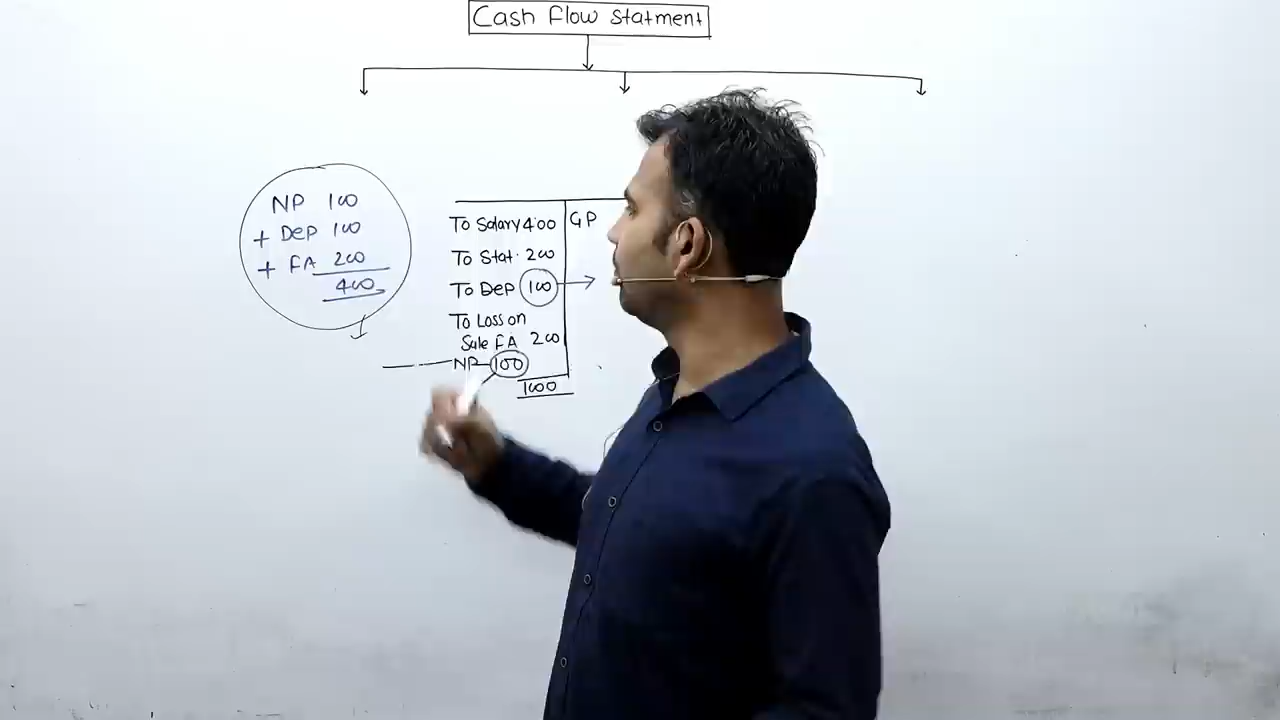 Cash flow Statment
NP 100
+ Dep 100
+ FA 200
400
To Salary 400
GP
To Stat. 200
To Dep 100
To Loss on
Sale FA 200
NP 100
1000